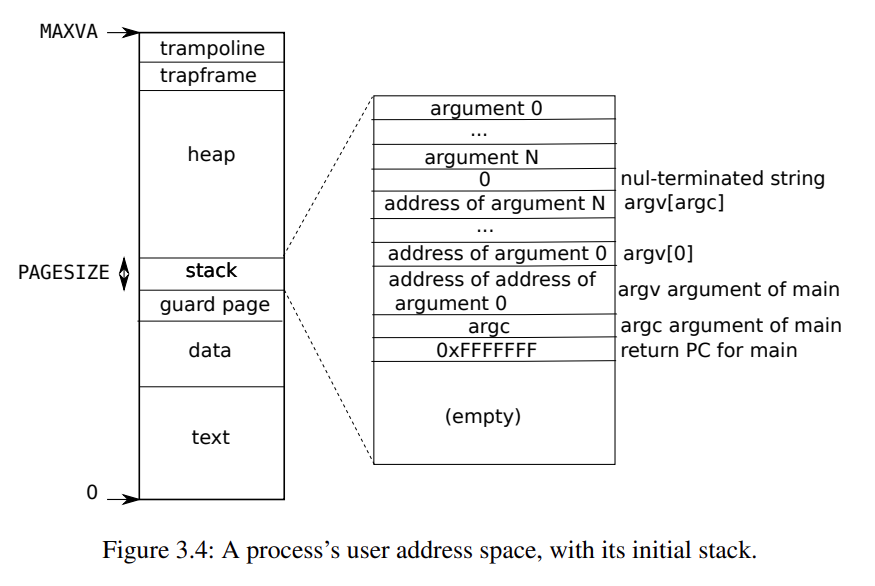 MAXVA
trampoline
trapframe
heap
PAGESIZE
stack
guard page
data
text
0
argument 0
...
argument N
0 nul-terminated string
address of argument N argv[argc]
...
address of argument 0 argv[0]
address of address of
argument 0
argv argument of main
argc argc argument of main
0xFFFFFFF return PC for main
(empty)
Figure 3.4: A process's user address space, with its initial stack.